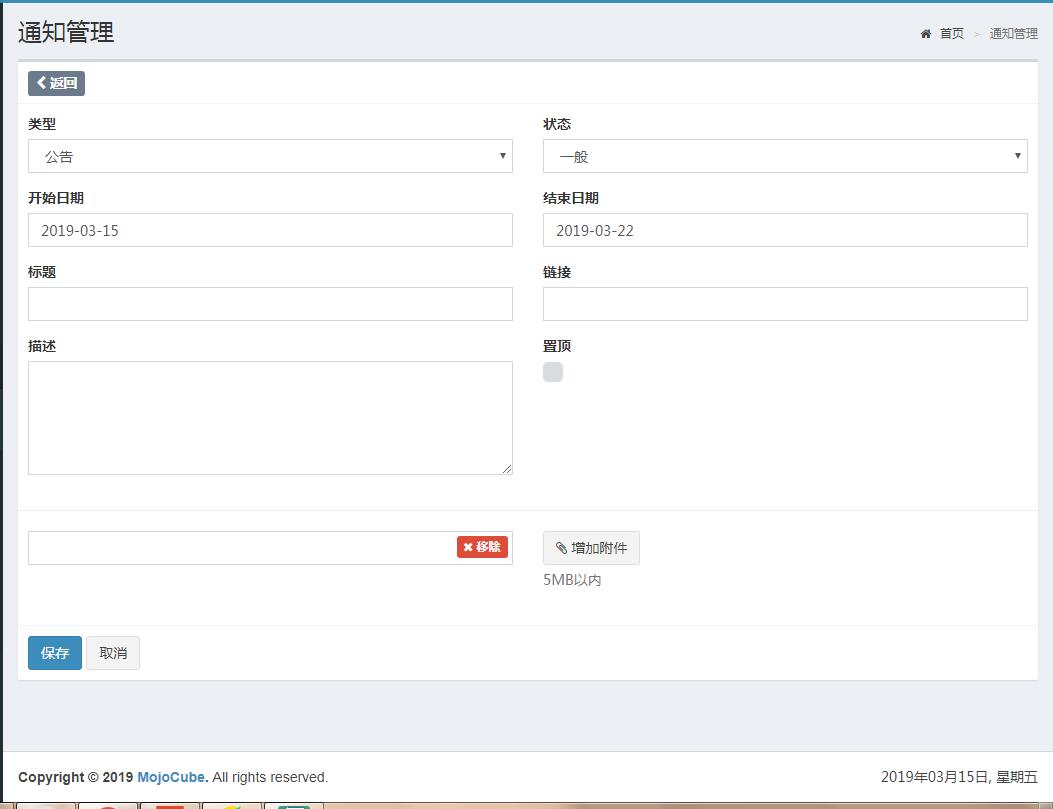 通知管理
首页 > 通知管理
返回
类型
状态
公告
一般
开始日期
结束日期
2019-03-15
2019-03-22
标题
链接
描述
置顶
移除
增加附件
5MB以内
保存 取消
Copyright © 2019 MojoCube. All rights reserved.
2019年03月15日, 星期五